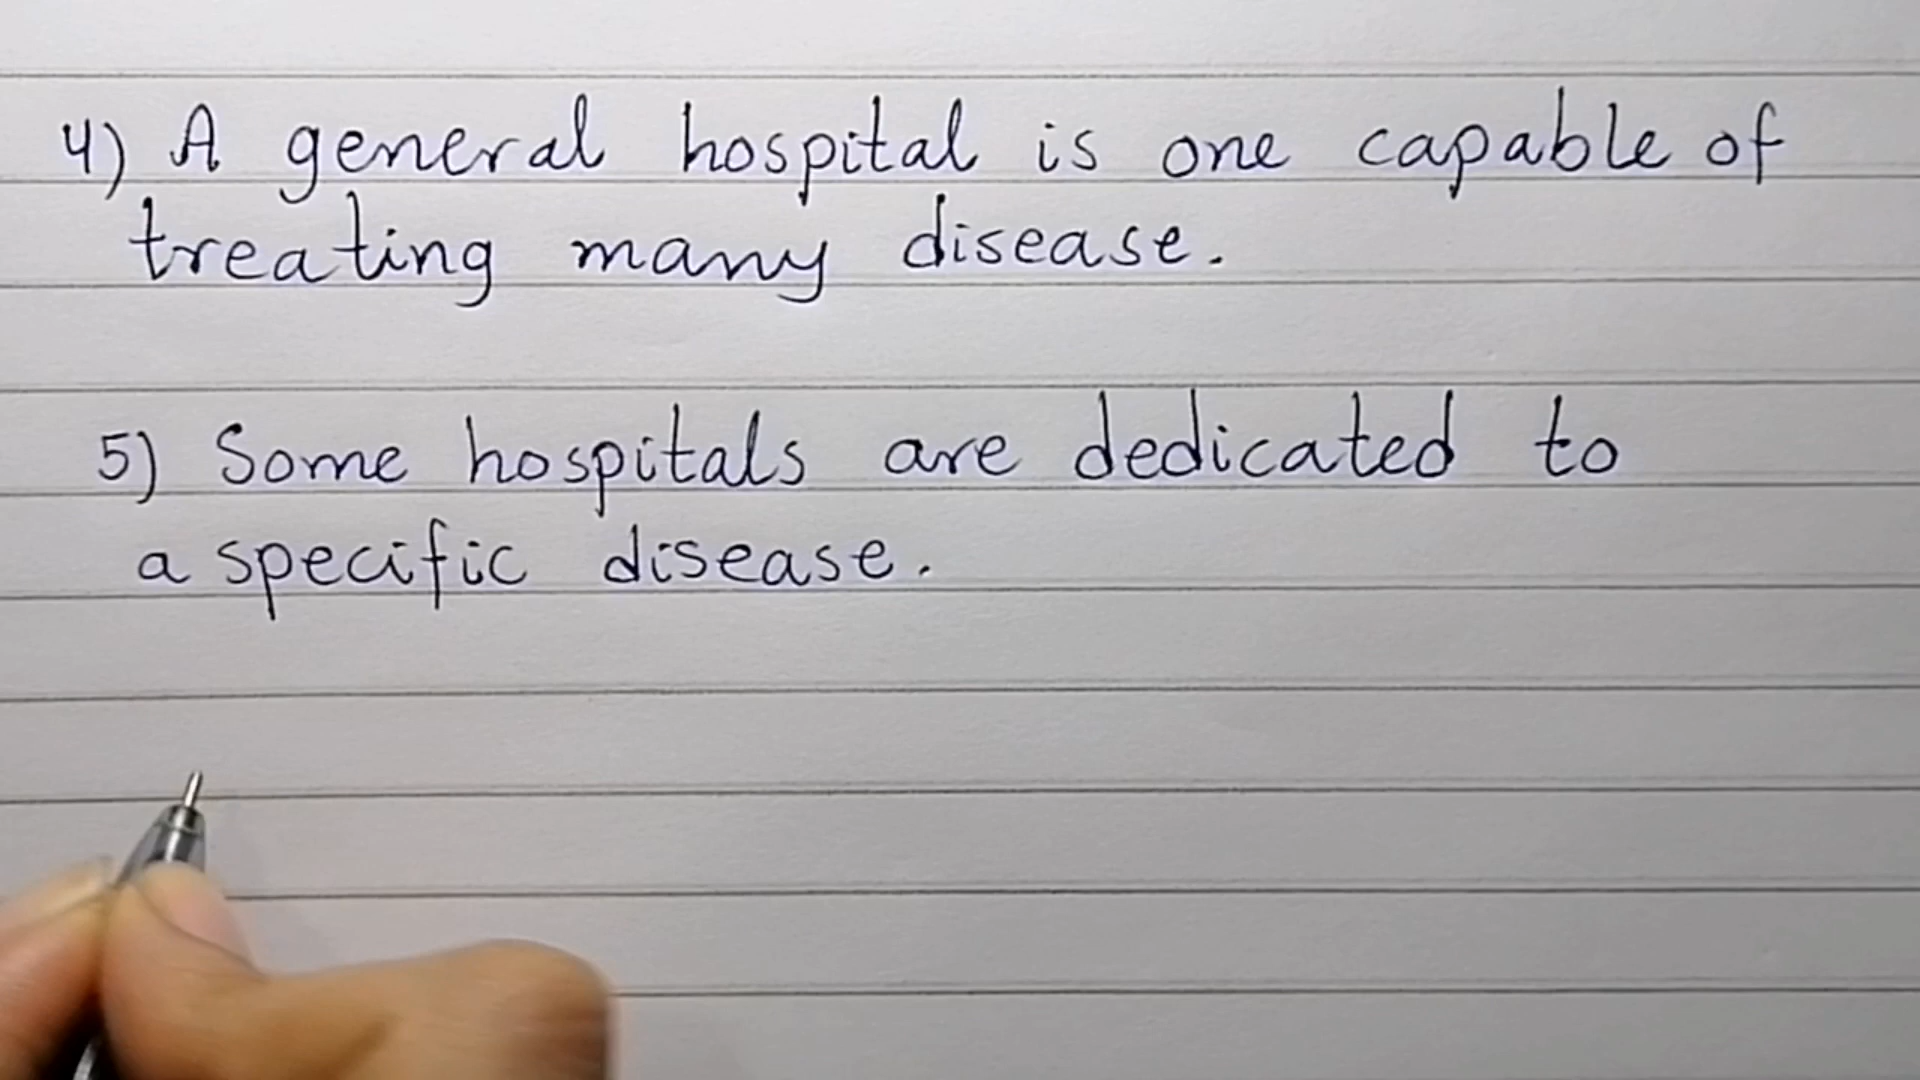 4) A general hospital is one capable of
treating many disease.
5) Some hospitals are dedicated to
a specific disease.